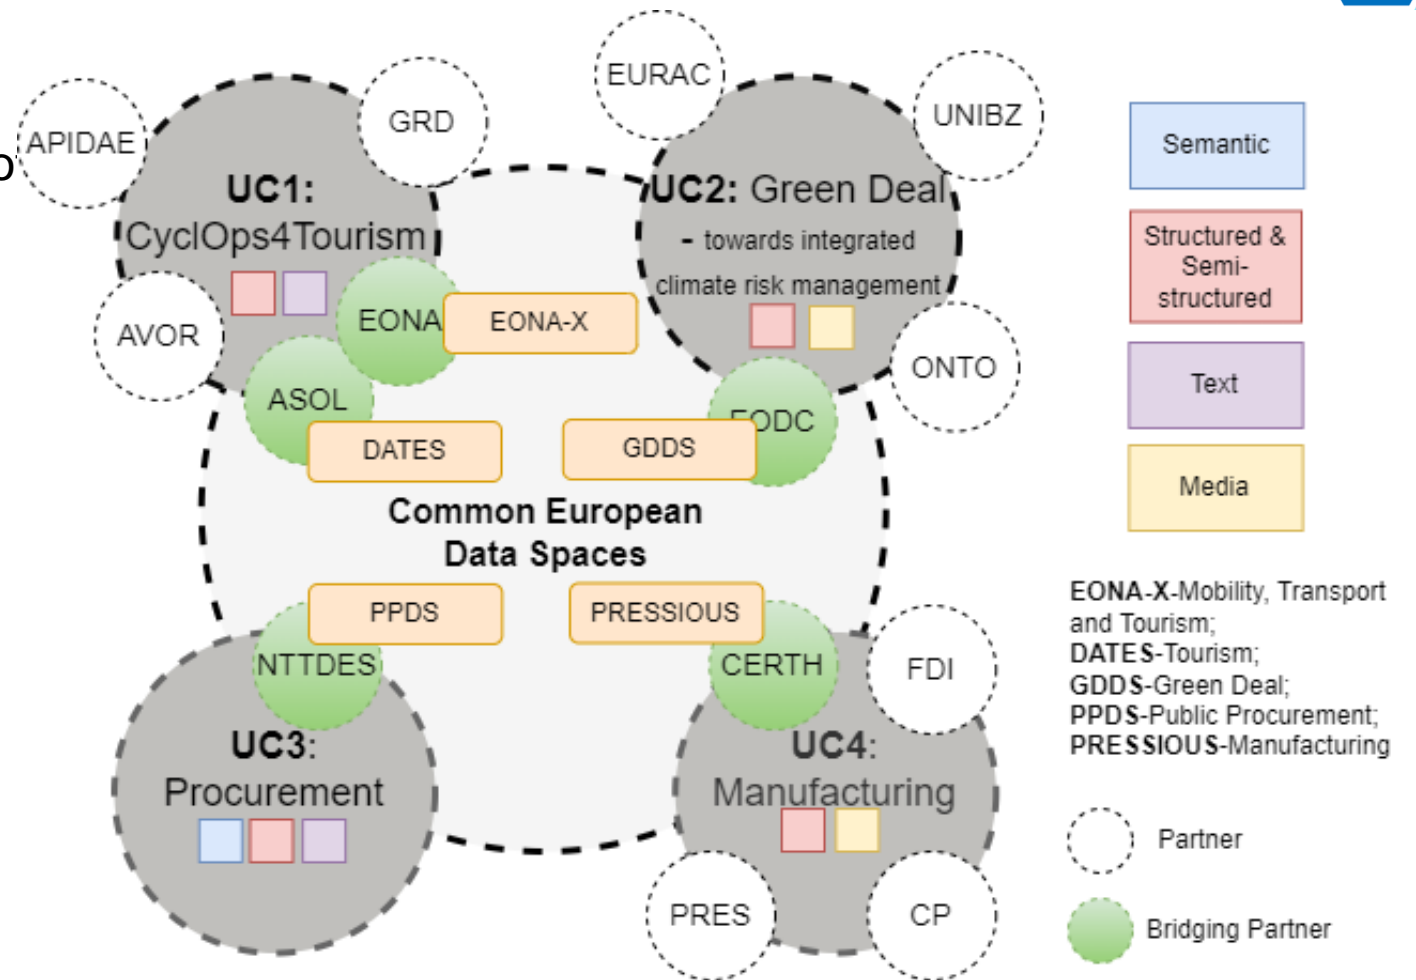 EURAC
UNIBZ
APIDAE
GRD
o
UC1:
CyclOps4Tourism
UC2: Green Deal
- towards integrated
climate risk management
AVOR
EONA
EONA-X
ONTO
ASOL
DATES
GDDS
Common European
Data Spaces
PPDS
PRESSIOUS
NTTDES
CERTH
FDI
UC3:
Procurement
UC4:
Manufacturing
PRES
CP
Semantic
Structured &
Semi-
structured
Text
Media
EONA-X-Mobility, Transport
and Tourism;
DATES-Tourism;
GDDS-Green Deal;
PPDS-Public Procurement;
PRESSIOUS-Manufacturing
Partner
Bridging Partner